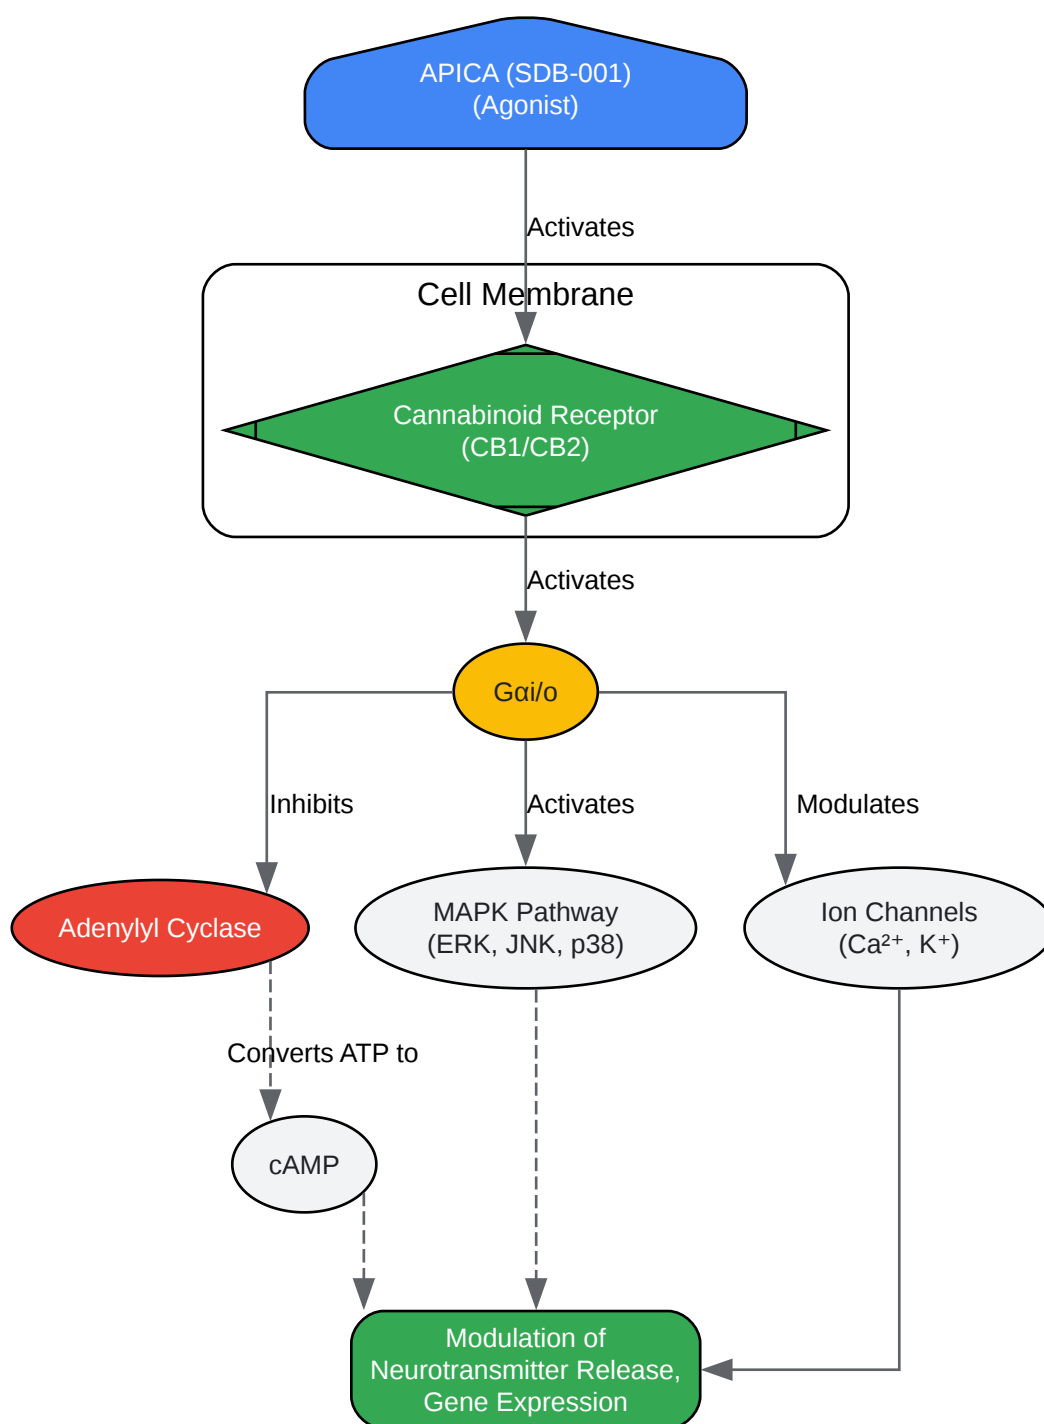 APICA (SDB-001)
(Agonist)
Activates
Cell Membrane
Cannabinoid Receptor
(CB1/CB2)
Activates
Gαi/o
Inhibits
Activates
Modulates
Adenylyl Cyclase
MAPK Pathway
(ERK, JNK, p38)
Ion Channels
(Ca²⁺, K⁺)
Converts ATP to
cAMP
Modulation of
Neurotransmitter Release,
Gene Expression